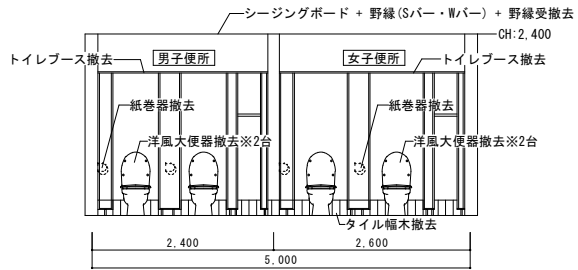 シージングボード + 野縁(Sバー・Wバー) + 野縁受撤去
CH:2,400
男子便所
女子便所
トイレブース撤去
トイレブース撤去
紙巻器撤去
紙巻器撤去
洋風大便器撤去※2台
洋風大便器撤去※2台
タイル幅木撤去
2,400
2,600
5,000